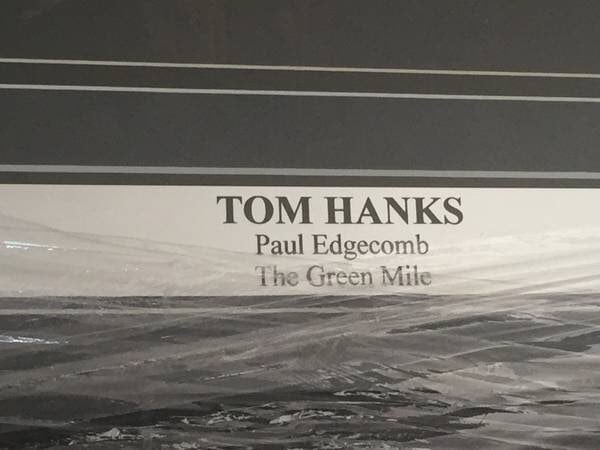 TOM HANKS
Paul Edgecomb
The Green Mile